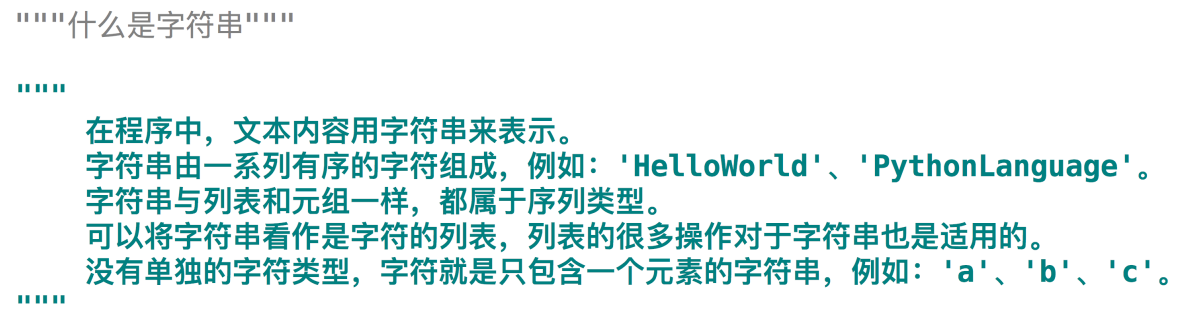 """什么是字符串"""
"""
在程序中，文本内容用字符串来表示。
字符串由一系列有序的字符组成，例如：'HelloWorld'、'PythonLanguage'。
字符串与列表和元组一样，都属于序列类型。
可以将字符串看作是字符的列表，列表的很多操作对于字符串也是适用的。
没有单独的字符类型，字符就是只包含一个元素的字符串，例如：'a'、'b'、'c'。
"""